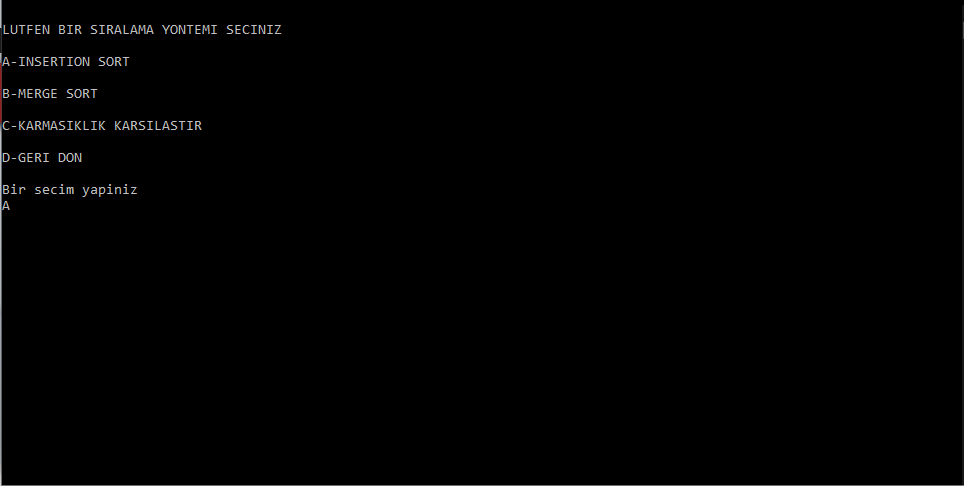 LUTFEN BIR SIRALAMA YONTEMI SECINIZ
A-INSERTION SORT
B-MERGE SORT
C-KARMASIKLIK KARSILASTIR
D-GERI DON
Bir secim yapiniz
A